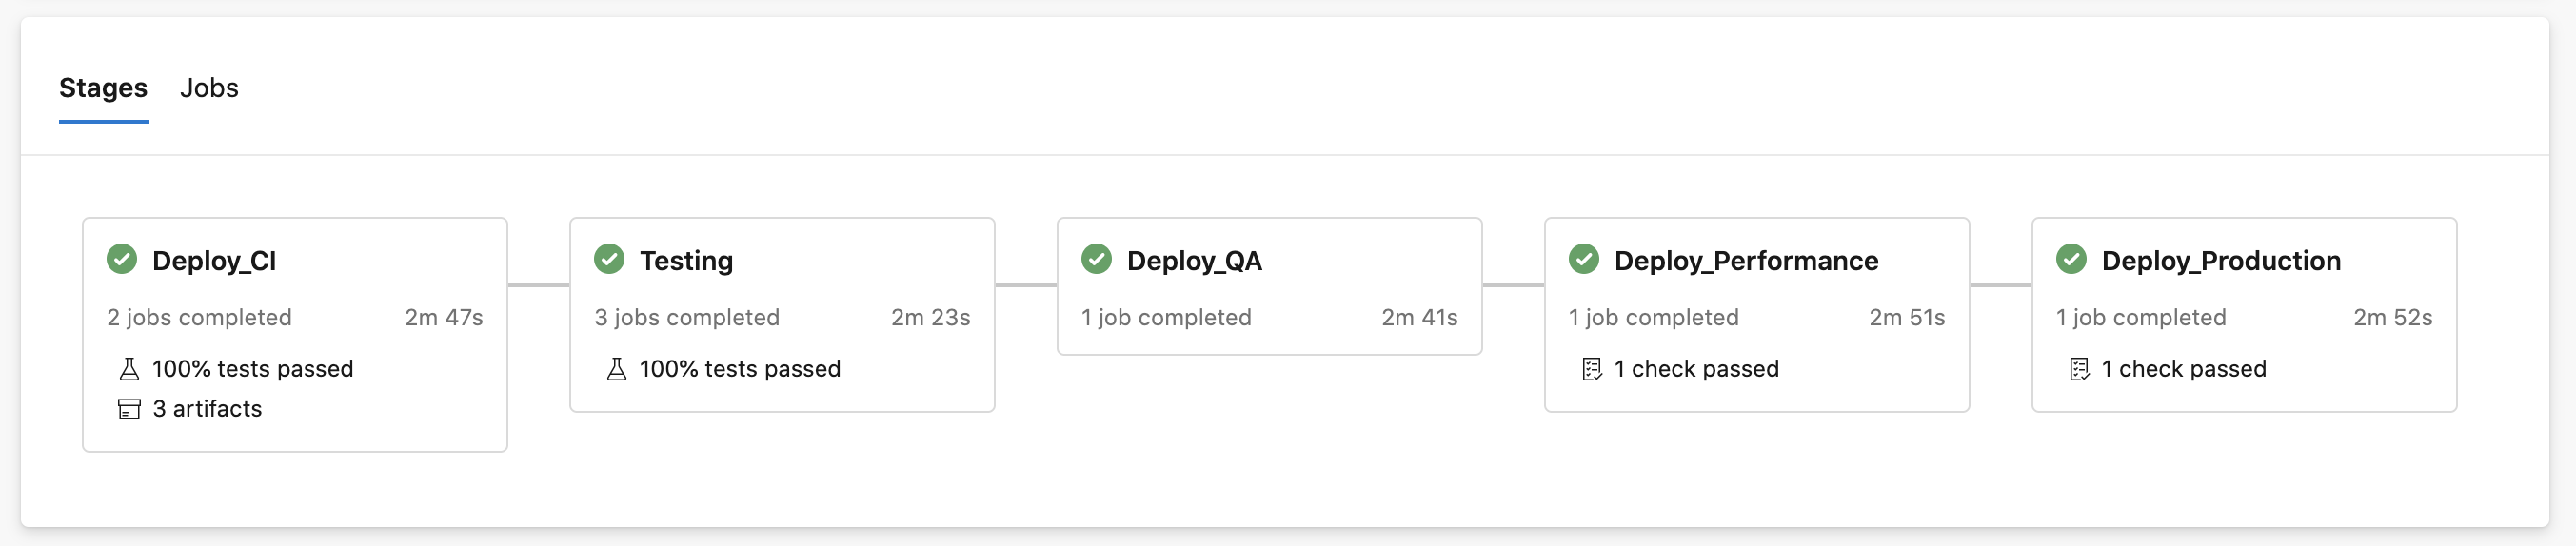 Stages Jobs
Deploy_CI
2 jobs completed 2m 47s
100% tests passed
3 artifacts
Testing
3 jobs completed 2m 23s
100% tests passed
Deploy_QA
1 job completed 2m 41s
Deploy_Performance
1 job completed 2m 51s
1 check passed
Deploy_Production
1 job completed 2m 52s
1 check passed